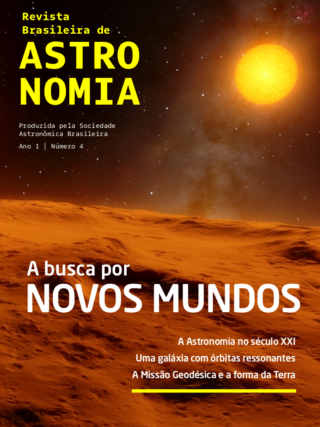 Revista
Brasileira de
ASTRO
NOMIA
Produzida pela Sociedade
Astronômica Brasileira
Ano 1 | Número 4
A busca por
NOVOS MUNDOS
A Astronomia no século XXI
Uma galáxia com órbitas ressonantes
A Missão Geodésica e a forma da Terra